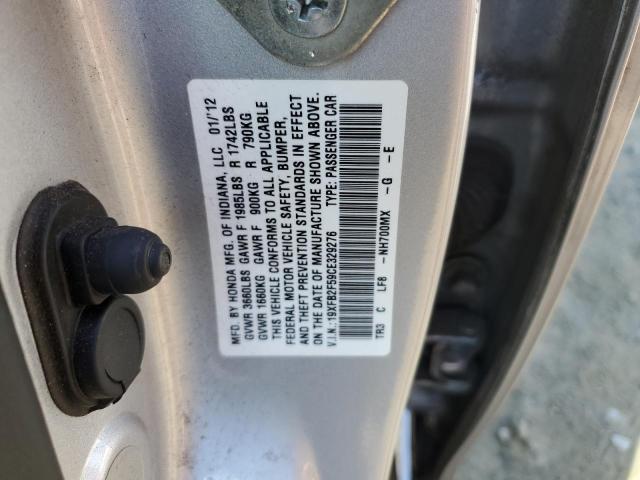 MFD. BY HONDA MFG. OF INDIANA, LLC 01/'12
GVWR 3660LBS GAWR F 1985LBS R 1742LBS
GVWR 1660KG GAWR F 900KG R 790KG
THIS VEHICLE CONFORMS TO ALL APPLICABLE
FEDERAL MOTOR VEHICLE SAFETY, BUMPER,
AND THEFT PREVENTION STANDARDS IN EFFECT
ON THE DATE OF MANUFACTURE SHOWN ABOVE.
V.I.N.:19XFB2F59CE329276 TYPE: PASSENGER CAR
TR3 C LF8 -NH700MX -G -E